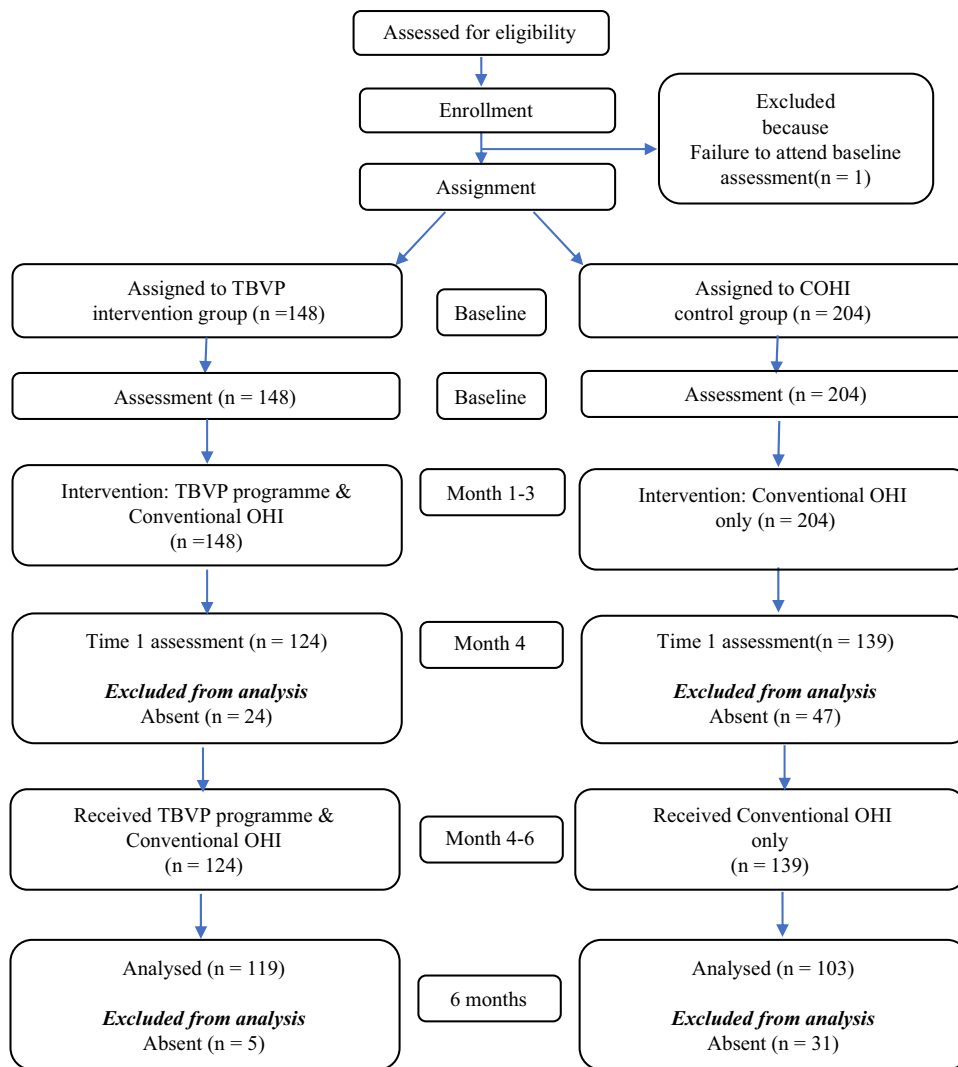 Assessed for eligibility
Enrollment
Excluded
because
Failure to attend baseline
assessment(n = 1)
Assignment
Assigned to TBVP
intervention group (n =148)
Baseline
Assigned to COHI
control group (n = 204)
Assessment (n = 148)
Baseline
Assessment (n = 204)
Intervention: TBVP programme &
Conventional OHI
(n =148)
Month 1-3
Intervention: Conventional OHI
only (n = 204)
Time 1 assessment (n = 124)
Excluded from analysis
Absent (n = 24)
Month 4
Time 1 assessment(n = 139)
Excluded from analysis
Absent (n = 47)
Received TBVP programme &
Conventional OHI
(n = 124)
Month 4-6
Received Conventional OHI
only
(n = 139)
Analysed (n = 119)
Excluded from analysis
Absent (n = 5)
6 months
Analysed (n = 103)
Excluded from analysis
Absent (n = 31)